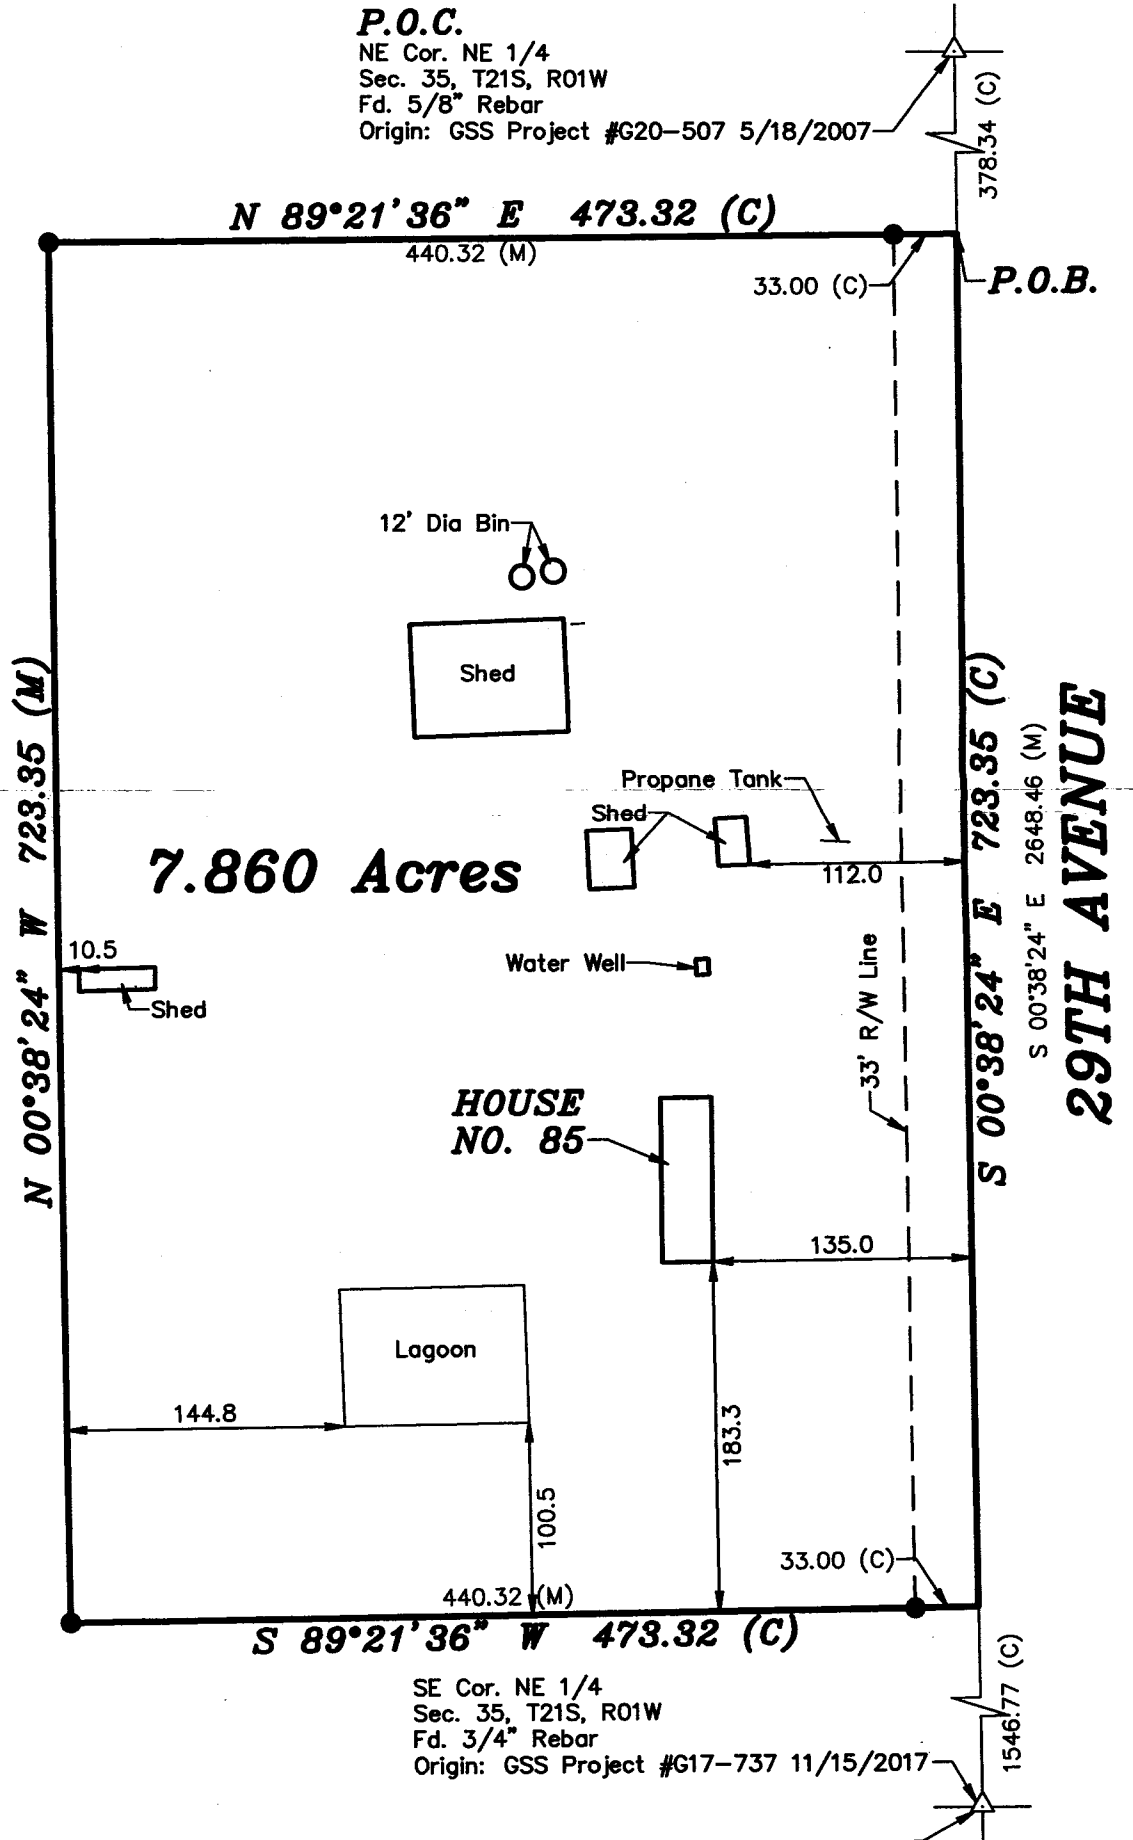 P.O.C.
NE Cor. NE 1/4
Sec. 35, T21S, R01W
Fd. 5/8" Rebar
Origin: GSS Project #G20-507 5/18/2007
378.34 (C)
N 89°21'36" E 473.32 (C)
440.32 (M)
33.00 (C)
P.O.B.
12' Dia Bin
Shed
N 00°38'24" W 723.35 (M)
S 00°38'24" E 723.35 (C)
S 00°38'24" E 2648.46 (M)
29TH AVENUE
Propane Tank
Shed
112.0
7.860 Acres
10.5
Shed
Water Well
33' R/W Line
HOUSE
NO. 85
135.0
Lagoon
144.8
183.3
100.5
33.00 (C)
440.32 (M)
S 89°21'36" W 473.32 (C)
SE Cor. NE 1/4
Sec. 35, T21S, R01W
Fd. 3/4" Rebar
Origin: GSS Project #G17-737 11/15/2017
1546.77 (C)